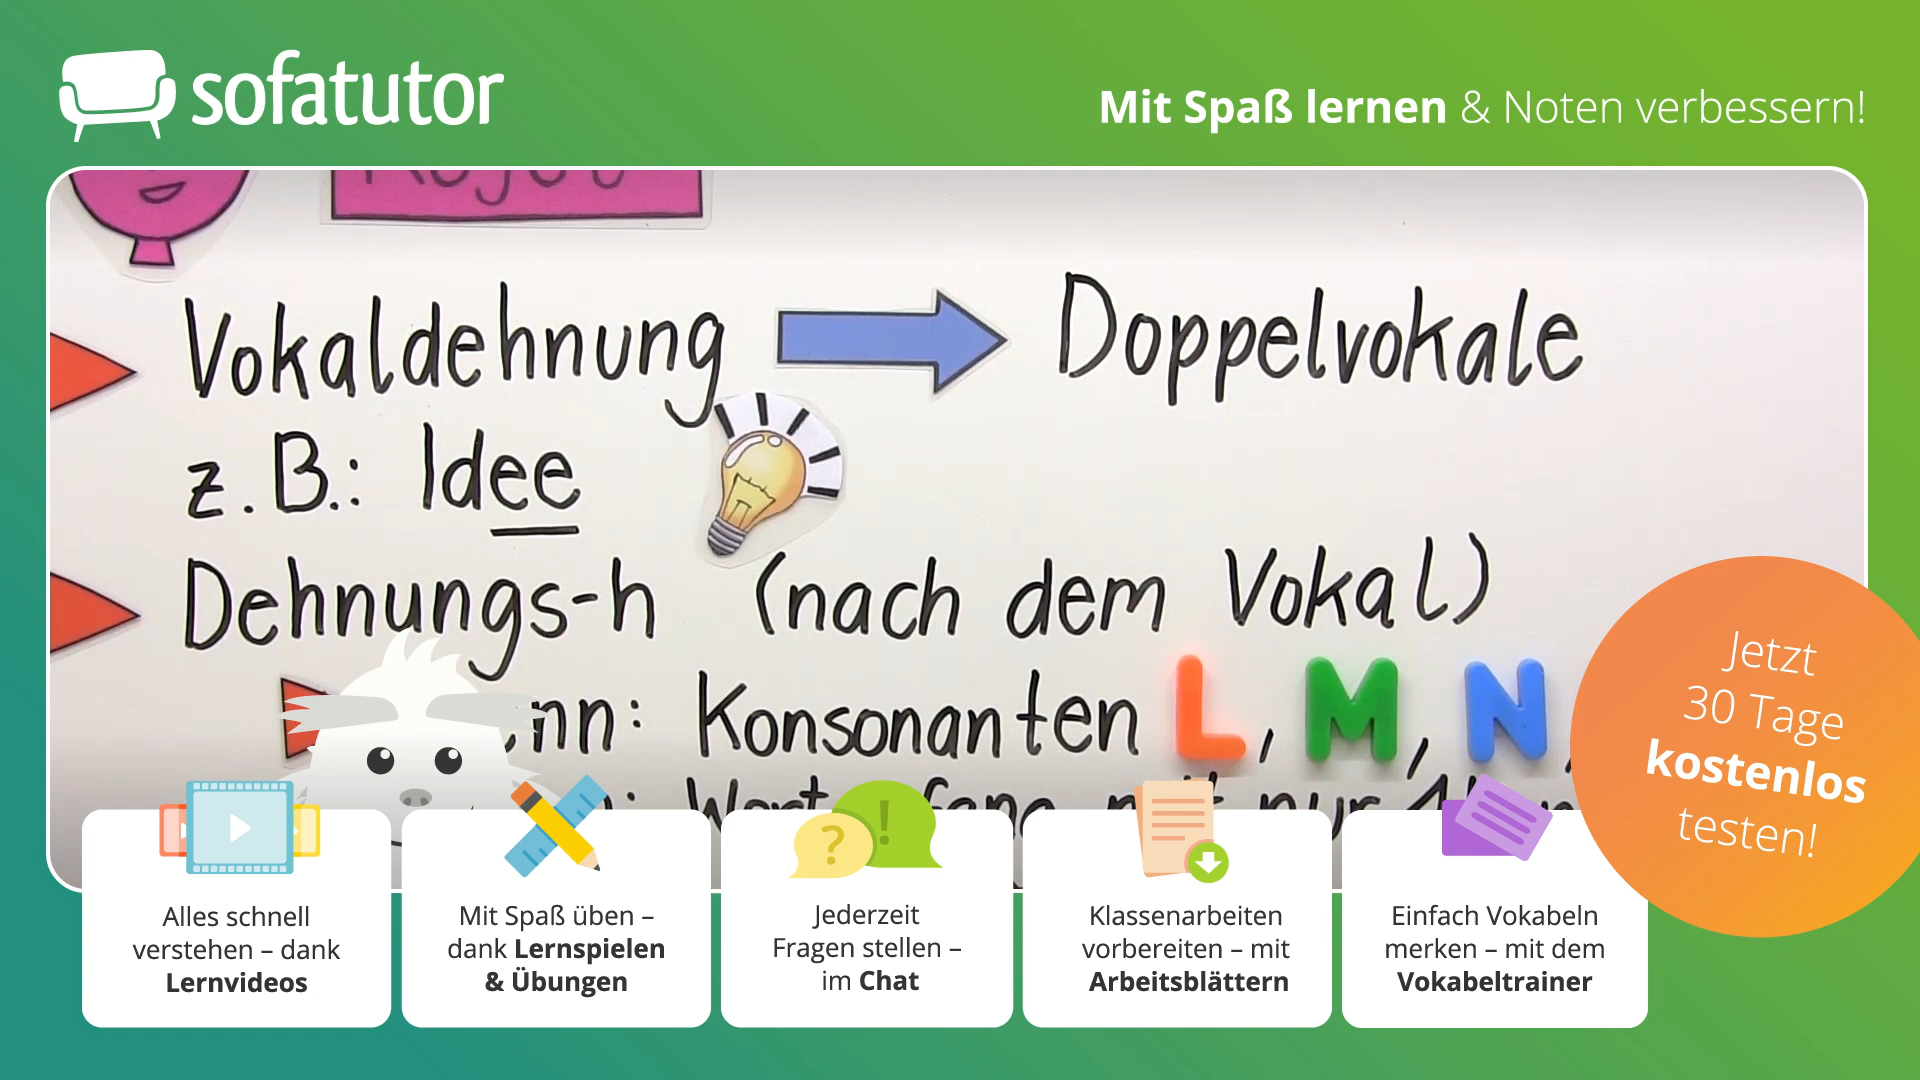 sofatutor
Mit Spaß lernen & Noten verbessern!
Vokaldehnung Doppelvokale
z.B.: Idee
Dehnungs-h (nach dem Vokal)
Konsonanten L, M, N,
nur
Jetzt
30 Tage
kostenlos
testen!
Alles schnell
verstehen – dank
Lernvideos
Mit Spaß üben –
dank Lernspielen
& Übungen
?
!
Jederzeit
Fragen stellen –
im Chat
Klassenarbeiten
vorbereiten – mit
Arbeitsblättern
Einfach Vokabeln
merken – mit dem
Vokabeltrainer